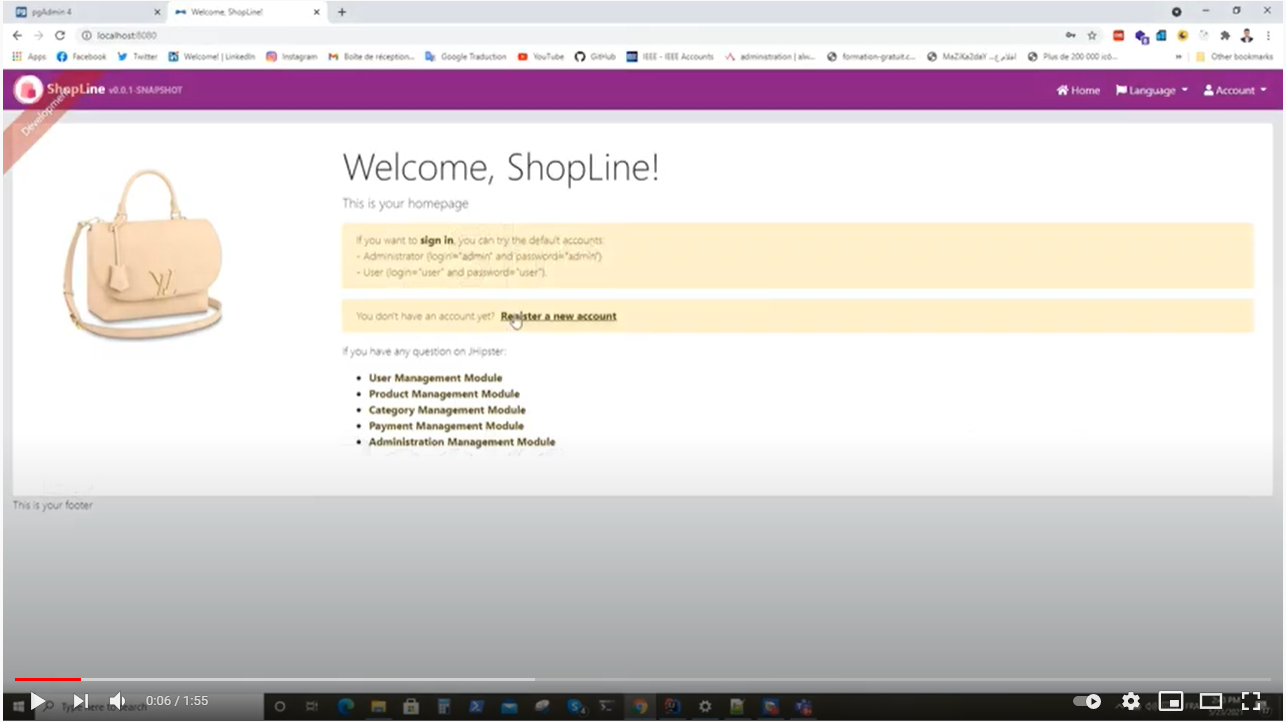 pgAdmin 4
Welcome, ShopLine!
localhost:8080
Apps Facebook Twitter Welcome! | LinkedIn Instagram Boîte de réception... Google Traduction YouTube GitHub IEEE - IEEE Accounts administration | alw... formation-gratuit.c... Plus de 200 000 icô... Other bookmarks
ShopLine v0.0.1-SNAPSHOT
Home Language Account
Development
Welcome, ShopLine!
This is your homepage
If you want to sign in, you can try the default accounts:
- Administrator (login="admin" and password="admin")
- User (login="user" and password="user").
You don't have an account yet? Register a new account
If you have any question on JHipster:
• User Management Module
• Product Management Module
• Category Management Module
• Payment Management Module
• Administration Management Module
This is your footer
0:06 / 1:55
Type here to search